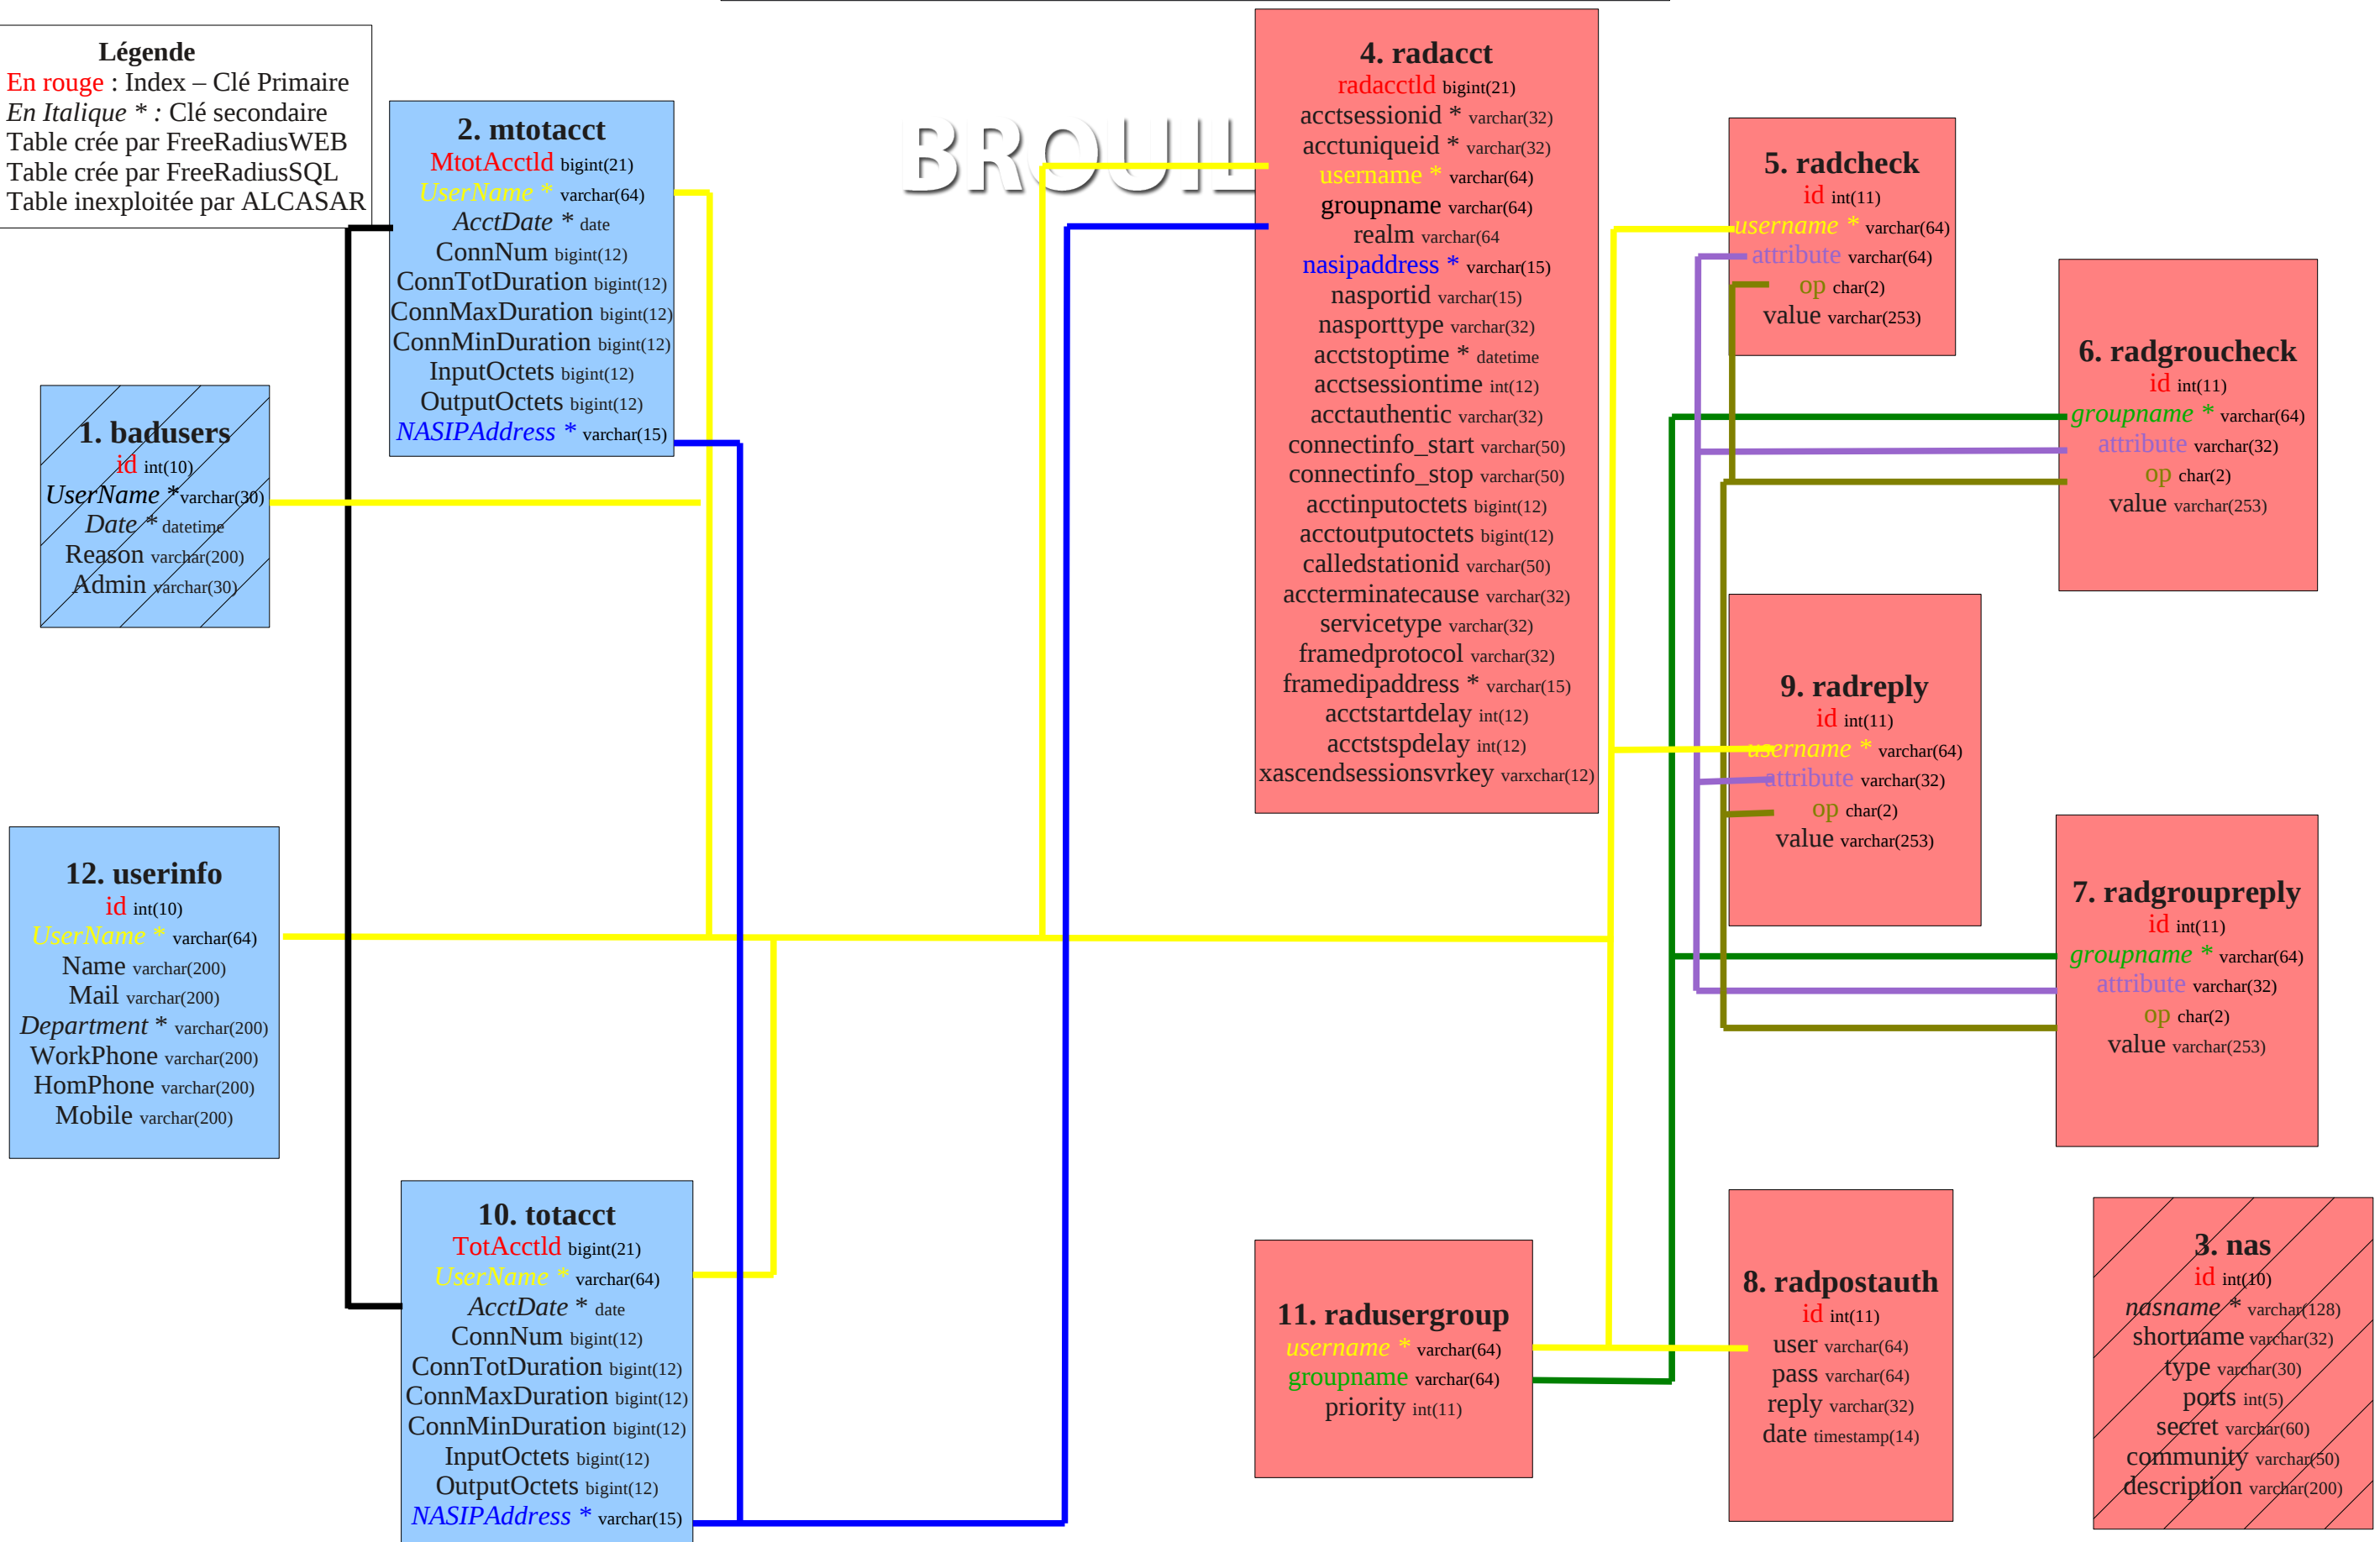 Légende
En rouge : Index – Clé Primaire
En Italique * : Clé secondaire
Table crée par FreeRadiusWEB
Table crée par FreeRadiusSQL
Table inexploitée par ALCASAR
2. mtotacct
MtotAcctld bigint(21)
UserName * varchar(64)
AcctDate * date
ConnNum bigint(12)
ConnTotDuration bigint(12)
ConnMaxDuration bigint(12)
ConnMinDuration bigint(12)
InputOctets bigint(12)
OutputOctets bigint(12)
NASIPAddress * varchar(15)
BROUIL
4. radacct
radacctld bigint(21)
acctsessionid * varchar(32)
acctuniqueid * varchar(32)
username * varchar(64)
groupname varchar(64)
realm varchar(64
nasipaddress * varchar(15)
nasportid varchar(15)
nasporttype varchar(32)
acctstoptime * datetime
acctsessiontime int(12)
acctauthentic varchar(32)
connectinfo_start varchar(50)
connectinfo_stop varchar(50)
acctinputoctets bigint(12)
acctoutputoctets bigint(12)
calledstationid varchar(50)
accterminatecause varchar(32)
servicetype varchar(32)
framedprotocol varchar(32)
framedipaddress * varchar(15)
acctstartdelay int(12)
acctstspdelay int(12)
xascendsessionsvrkey varxchar(12)
5. radcheck
id int(11)
username * varchar(64)
attribute varchar(64)
op char(2)
value varchar(253)
6. radgroucheck
id int(11)
groupname * varchar(64)
attribute varchar(32)
op char(2)
value varchar(253)
1. badusers
id int(10)
UserName *varchar(30)
Date * datetime
Reason varchar(200)
Admin varchar(30)
9. radreply
id int(11)
username * varchar(64)
attribute varchar(32)
op char(2)
value varchar(253)
12. userinfo
id int(10)
UserName * varchar(64)
Name varchar(200)
Mail varchar(200)
Department * varchar(200)
WorkPhone varchar(200)
HomPhone varchar(200)
Mobile varchar(200)
7. radgroupreply
id int(11)
groupname * varchar(64)
attribute varchar(32)
op char(2)
value varchar(253)
10. totacct
TotAcctld bigint(21)
UserName * varchar(64)
AcctDate * date
ConnNum bigint(12)
ConnTotDuration bigint(12)
ConnMaxDuration bigint(12)
ConnMinDuration bigint(12)
InputOctets bigint(12)
OutputOctets bigint(12)
NASIPAddress * varchar(15)
11. radusergroup
username * varchar(64)
groupname varchar(64)
priority int(11)
8. radpostauth
id int(11)
user varchar(64)
pass varchar(64)
reply varchar(32)
date timestamp(14)
3. nas
id int(10)
nasname * varchar(128)
shortname varchar(32)
type varchar(30)
ports int(5)
secret varchar(60)
community varchar(50)
description varchar(200)